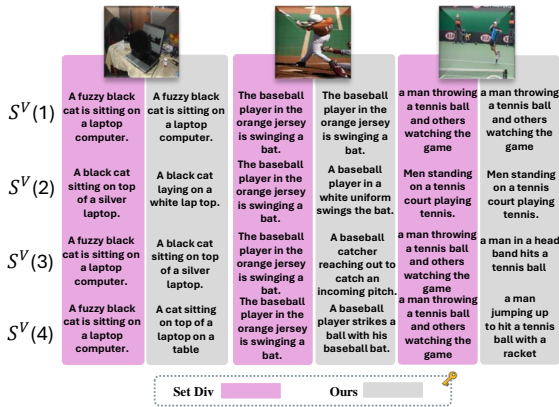 S^V(1)
A fuzzy black
cat is sitting on
a laptop
computer.
A fuzzy black
cat is sitting on
a laptop
computer.
The baseball
player in the
orange jersey
is swinging a
bat.
The baseball
player in the
orange jersey
is swinging a
bat.
a man throwing
a tennis ball
and others
watching the
game
a man throwing
a tennis ball
and others
watching the
game
S^V(2)
A black cat
sitting on top
of a silver
laptop.
A black cat
laying on a
white lap top.
The baseball
player in the
orange jersey
is swinging a
bat.
A baseball
player in a
white uniform
swings the bat.
Men standing
on a tennis
court playing
tennis.
Men standing
on a tennis
court playing
tennis.
S^V(3)
A fuzzy black
cat is sitting on
a laptop
computer.
A black cat
sitting on top
of a silver
laptop.
The baseball
player in the
orange jersey
is swinging a
bat.
A baseball
catcher
reaching out to
catch an
incoming pitch.
a man throwing
a tennis ball
and others
watching the
game
a man in a head
band hits a
tennis ball
S^V(4)
A fuzzy black
cat is sitting on
a laptop
computer.
A cat sitting
on top of a
laptop on a
table
The baseball
player in the
orange jersey
is swinging a
bat.
A baseball
player strikes a
ball with his
baseball bat.
a man throwing
a tennis ball
and others
watching the
game
a man
jumping up
to hit a tennis
ball with a
racket
Set Div
Ours